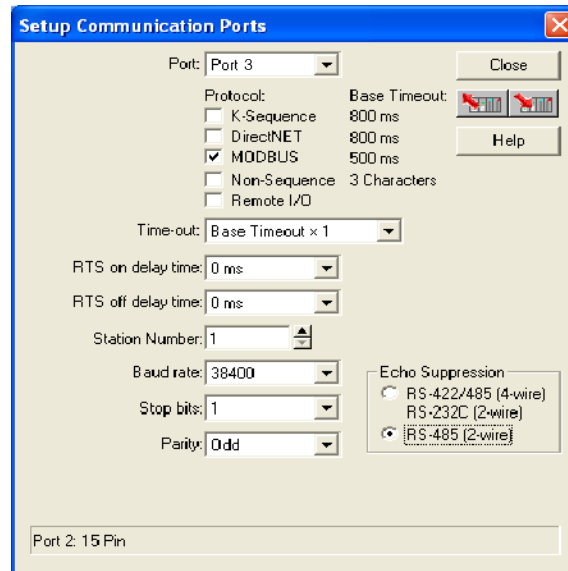 Setup Communication Ports
Port: Port 3
Close
Protocol: Base Timeout:
K-Sequence 800 ms
DirectNET 800 ms
MODBUS 500 ms
Non-Sequence 3 Characters
Remote I/O
Help
Time-out: Base Timeout × 1
RTS on delay time: 0 ms
RTS off delay time: 0 ms
Station Number: 1
Baud rate: 38400
Stop bits: 1
Parity: Odd
Echo Suppression
RS-422/485 (4-wire)
RS-232C (2-wire)
RS-485 (2-wire)
Port 2: 15 Pin